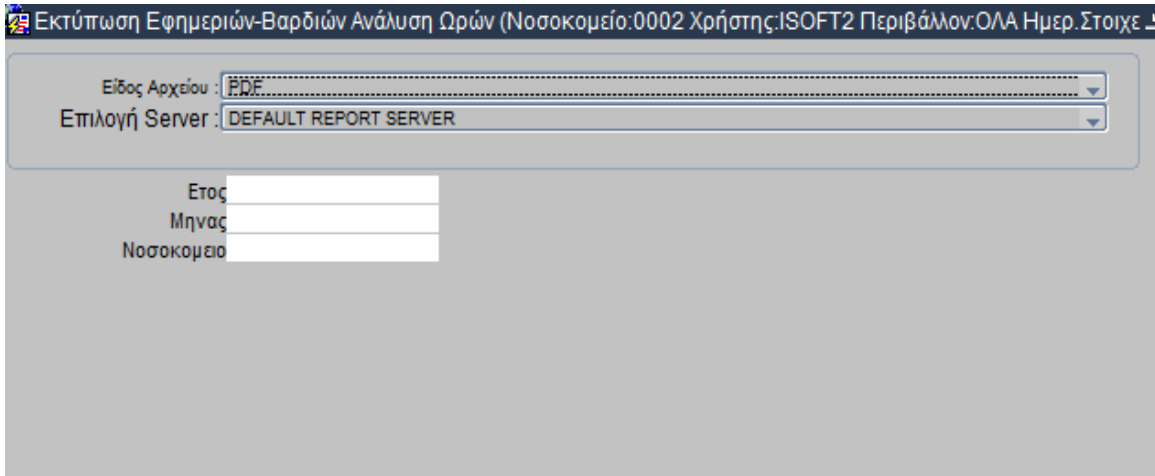 Εκτύπωση Εφημεριών-Βαρδιών Ανάλυση Ωρών (Νοσοκομείο:0002 Χρήστης:ISOFT2 Περιβάλλον:ΟΛΑ Ημερ.Στοιχε
Είδος Αρχείου : PDF
Επιλογή Server : DEFAULT REPORT SERVER
Ετος
Μηνας
Νοσοκομειο